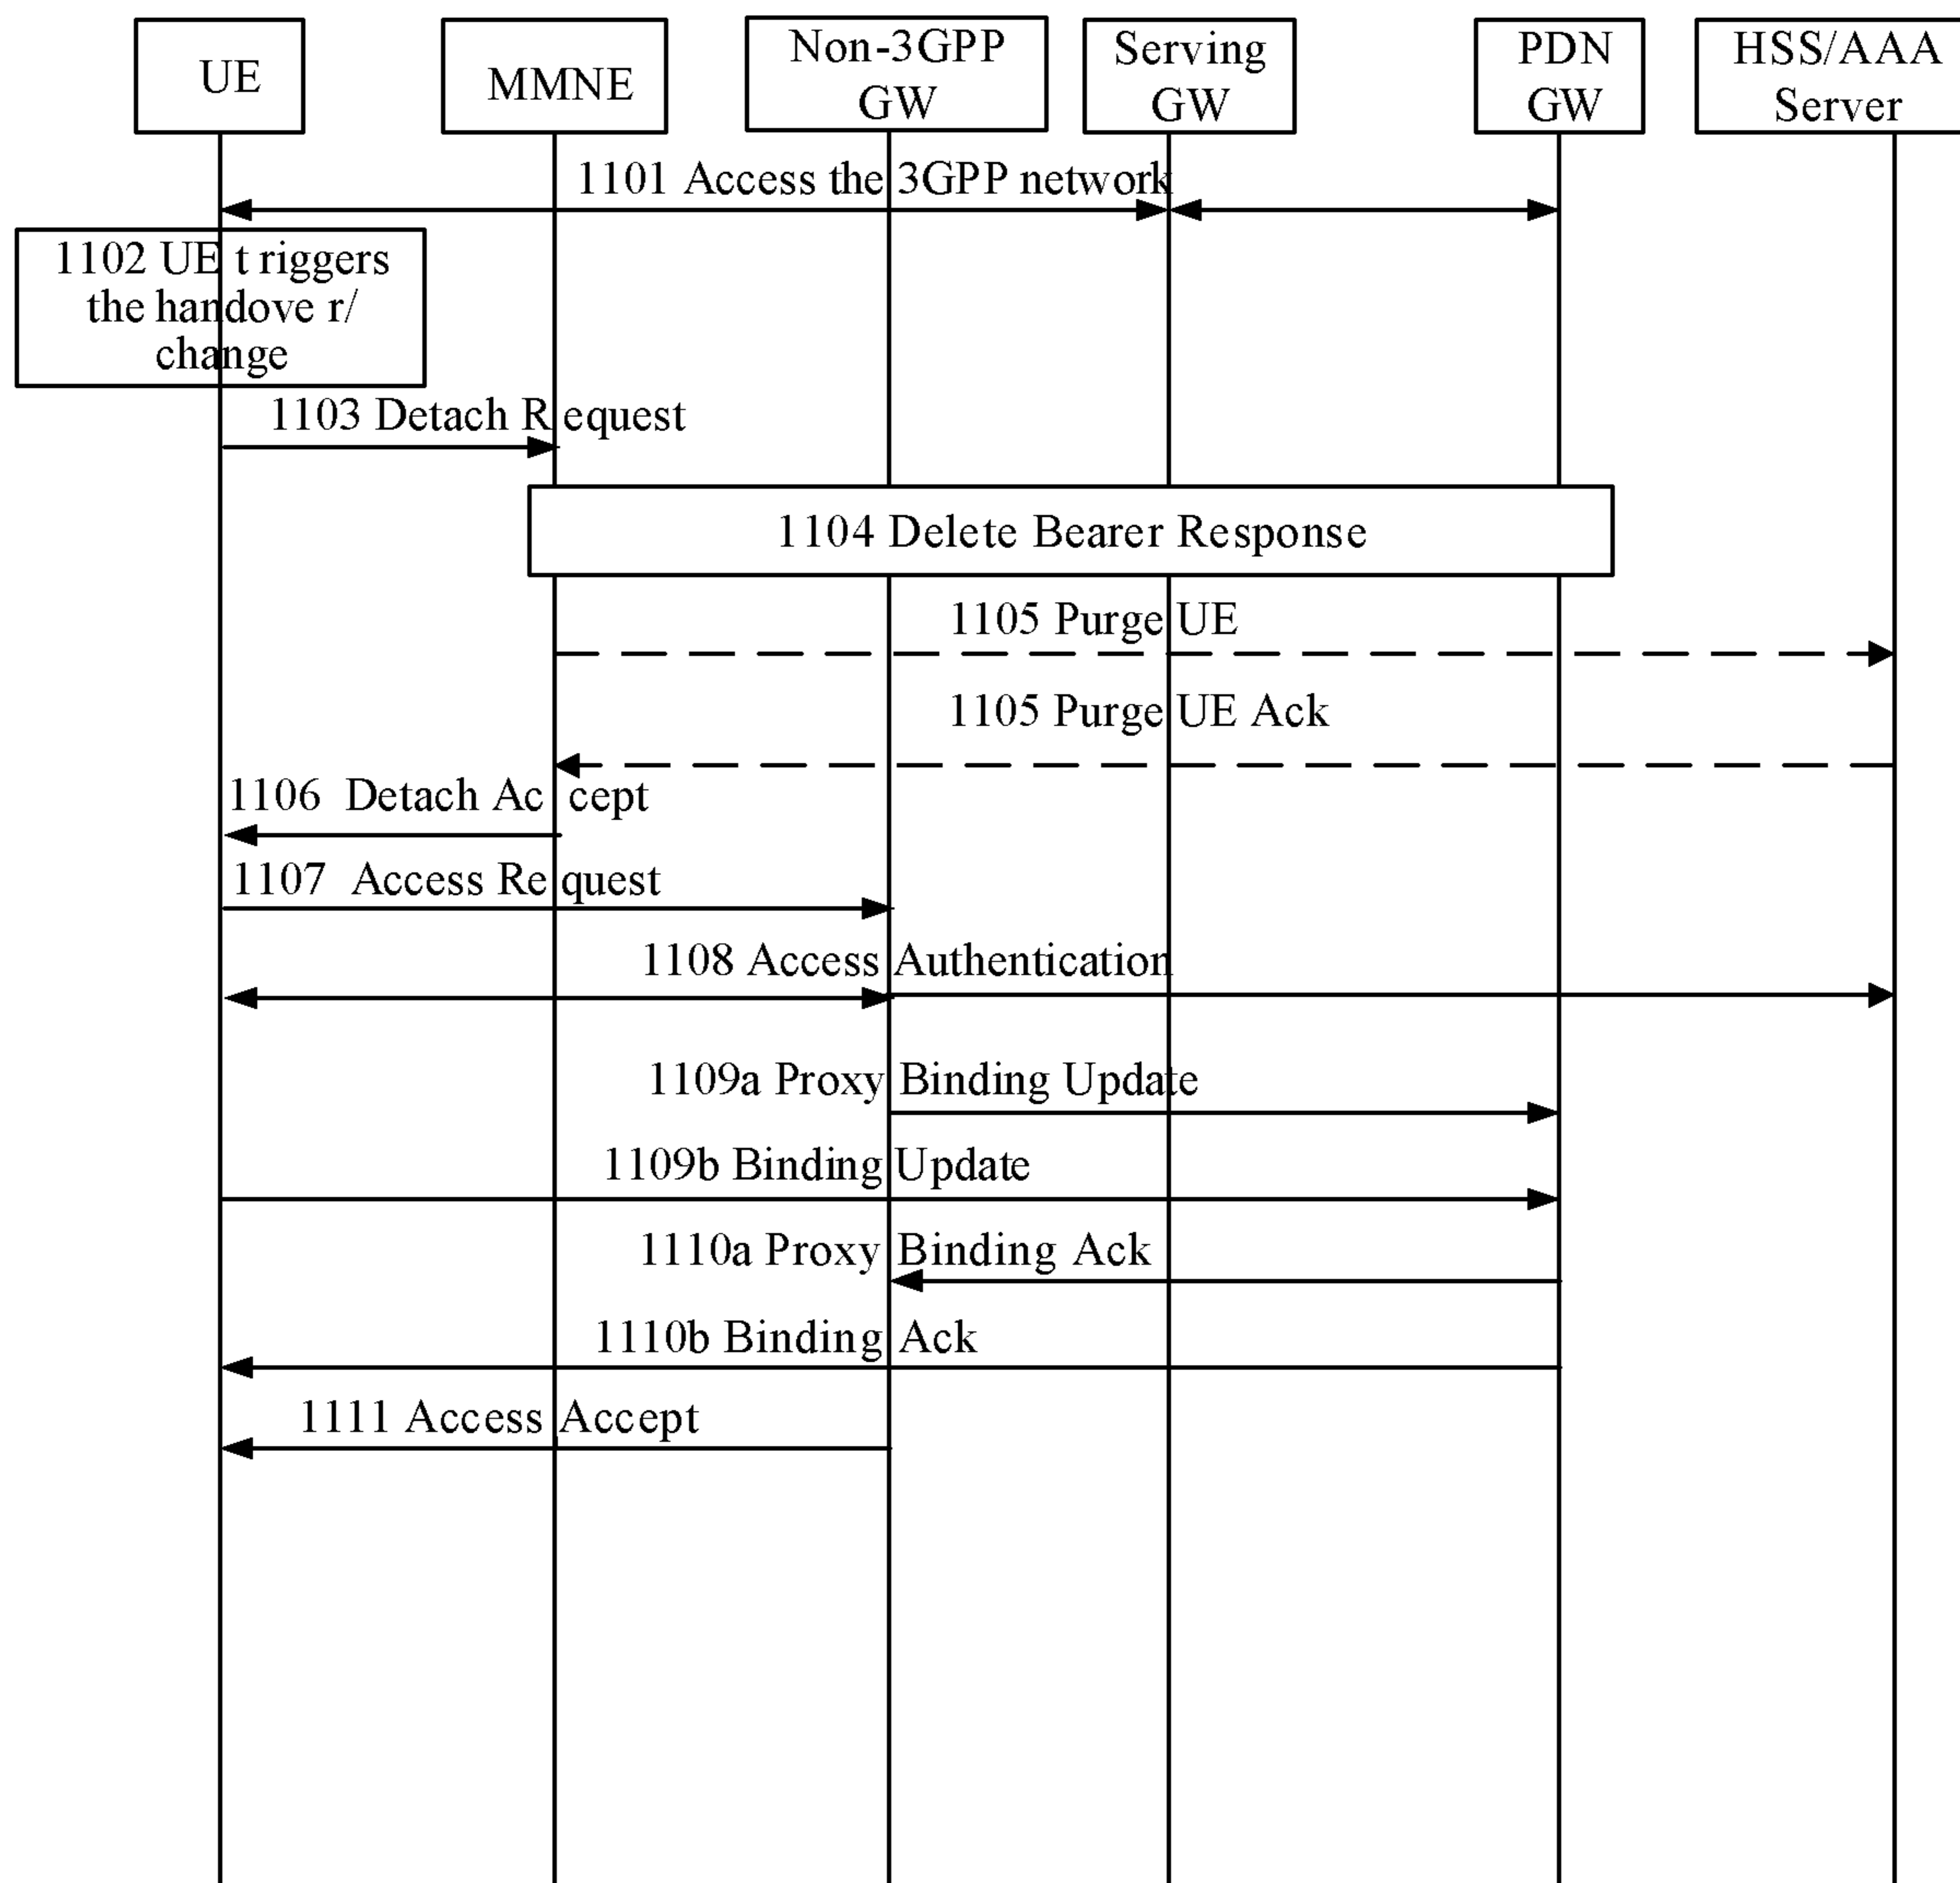 UE
MMNE
Non-3GPP
GW
Serving
GW
PDN
GW
HSS/AAA
Server
1101 Access the 3GPP network
1102 UE t riggers
the handove r/
change
1103 Detach R equest
1104 Delete Bearer Response
1105 Purge UE
1105 Purge UE Ack
1106 Detach Ac cept
1107 Access Re quest
1108 Access Authentication
1109a Proxy Binding Update
1109b Binding Update
1110a Proxy Binding Ack
1110b Binding Ack
1111 Access Accept